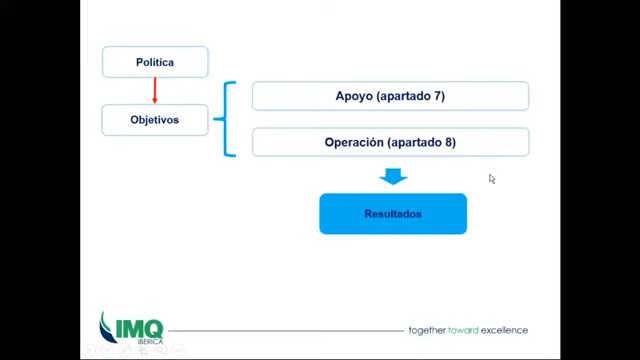 Política
Objetivos
Apoyo (apartado 7)
Operación (apartado 8)
Resultados
IMQ
IBERICA
together toward excellence